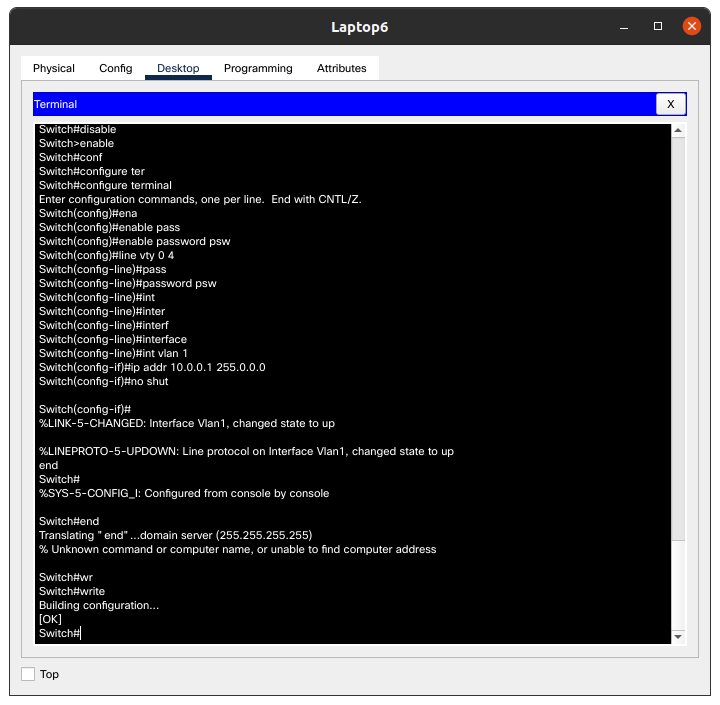 Laptop6
Physical Config Desktop Programming Attributes
Terminal X
Switch#disable
Switch>enable
Switch#conf
Switch#configure ter
Switch#configure terminal
Enter configuration commands, one per line. End with CNTL/Z.
Switch(config)#ena
Switch(config)#enable pass
Switch(config)#enable password psw
Switch(config)#line vty 0 4
Switch(config-line)#pass
Switch(config-line)#password psw
Switch(config-line)#int
Switch(config-line)#inter
Switch(config-line)#interf
Switch(config-line)#interface
Switch(config-line)#int vlan 1
Switch(config-if)#ip addr 10.0.0.1 255.0.0.0
Switch(config-if)#no shut
Switch(config-if)#
%LINK-5-CHANGED: Interface Vlan1, changed state to up
%LINEPROTO-5-UPDOWN: Line protocol on Interface Vlan1, changed state to up
end
Switch#
%SYS-5-CONFIG_I: Configured from console by console
Switch#end
Translating "end"...domain server (255.255.255.255)
% Unknown command or computer name, or unable to find computer address
Switch#wr
Switch#write
Building configuration...
[OK]
Switch#
Top